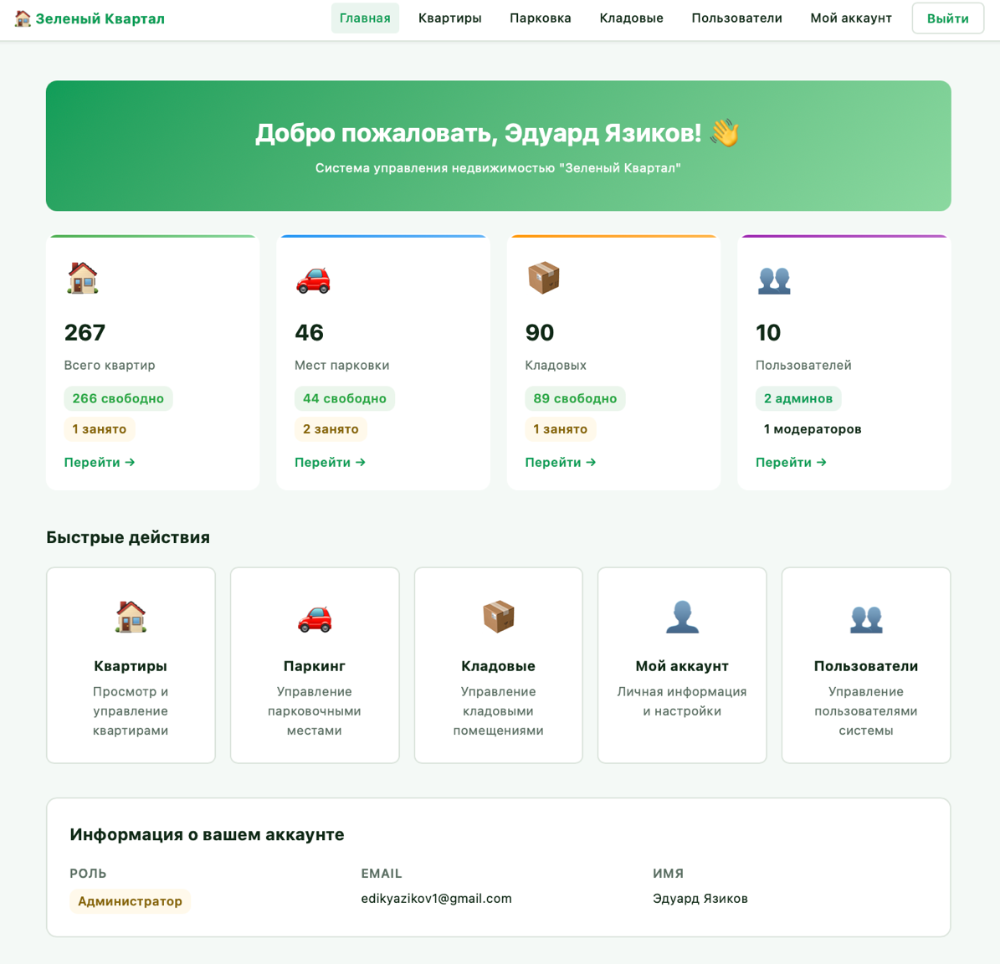 Зеленый Квартал
Главная
Квартиры
Парковка
Кладовые
Пользователи
Мой аккаунт
Выйти
Добро пожаловать, Эдуард Язиков!
Система управления недвижимостью "Зеленый Квартал"
267
Всего квартир
266 свободно
1 занято
Перейти →
46
Мест парковки
44 свободно
2 занято
Перейти →
90
Кладовых
89 свободно
1 занято
Перейти →
10
Пользователей
2 админов
1 модераторов
Перейти →
Быстрые действия
Квартиры
Просмотр и
управление
квартирами
Паркинг
Управление
парковочными
местами
Кладовые
Управление
кладовыми
помещениями
Мой аккаунт
Личная информация
и настройки
Пользователи
Управление
пользователями
системы
Информация о вашем аккаунте
РОЛЬ
Администратор
EMAIL
edikyazikov1@gmail.com
ИМЯ
Эдуард Язиков